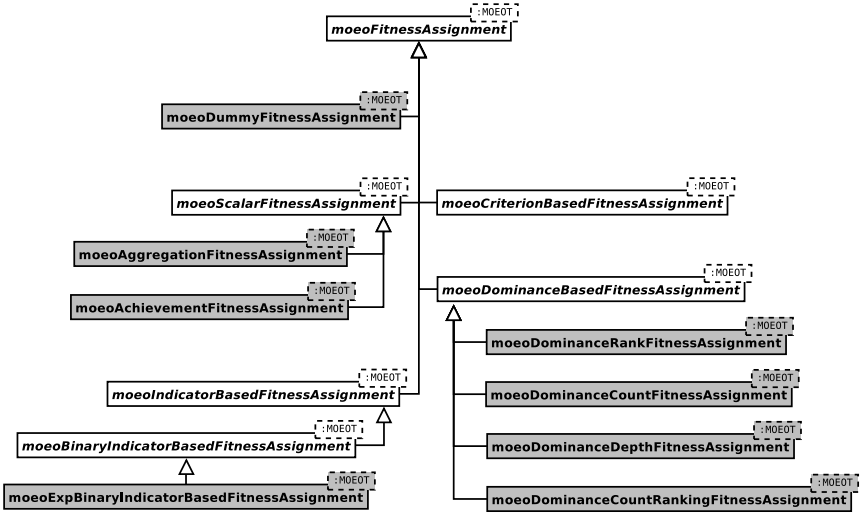 :MOEOT
moeoFitnessAssignment
:MOEOT
moeoDummyFitnessAssignment
:MOEOT
moeoScalarFitnessAssignment
:MOEOT
moeoCriterionBasedFitnessAssignment
:MOEOT
moeoAggregationFitnessAssignment
:MOEOT
moeoDominanceBasedFitnessAssignment
:MOEOT
moeoAchievementFitnessAssignment
:MOEOT
moeoDominanceRankFitnessAssignment
:MOEOT
moeoIndicatorBasedFitnessAssignment
:MOEOT
moeoDominanceCountFitnessAssignment
:MOEOT
moeoBinaryIndicatorBasedFitnessAssignment
:MOEOT
moeoDominanceDepthFitnessAssignment
:MOEOT
moeoExpBinaryIndicatorBasedFitnessAssignment
:MOEOT
moeoDominanceCountRankingFitnessAssignment